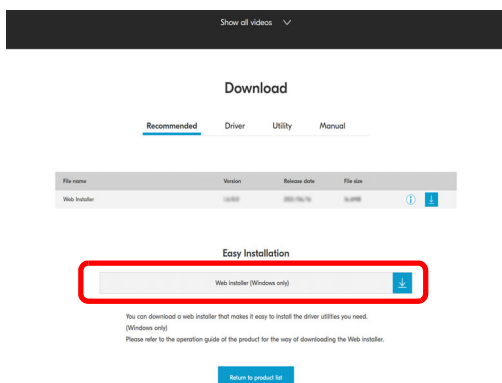 Show all videos
Download
Recommended Driver Utility Manual
File name Version Release date File size
Web Installer
Easy Installation
Web installer (Windows only)
You can download a web installer that makes it easy to install the driver utilities you need.
(Windows only)
Please refer to the operation guide of the product for the way of downloading the Web installer.
Return to product list